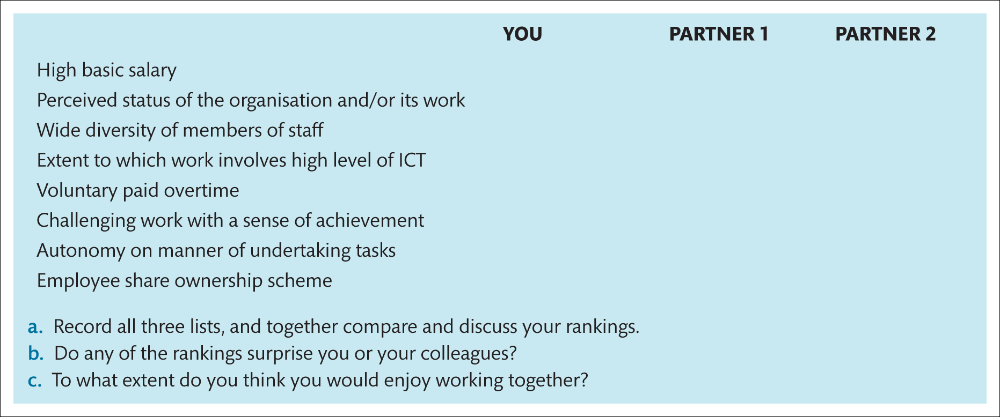 YOU PARTNER 1 PARTNER 2
High basic salary
Perceived status of the organisation and/or its work
Wide diversity of members of staff
Extent to which work involves high level of ICT
Voluntary paid overtime
Challenging work with a sense of achievement
Autonomy on manner of undertaking tasks
Employee share ownership scheme
a. Record all three lists, and together compare and discuss your rankings.
b. Do any of the rankings surprise you or your colleagues?
c. To what extent do you think you would enjoy working together?